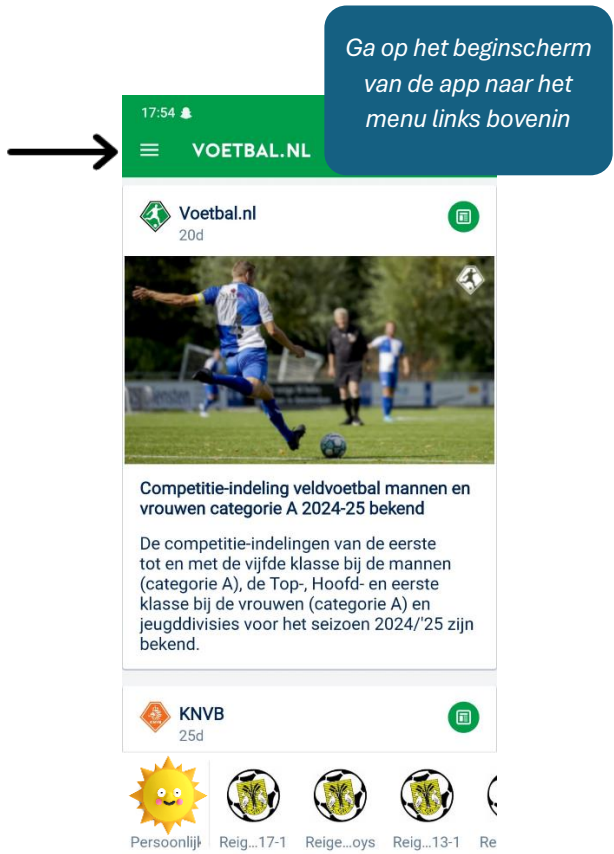 Ga op het beginscherm
van de app naar het
menu links bovenin
17:54
VOETBAL.NL
Voetbal.nl
20d
Competitie-indeling veldvoetbal mannen en
vrouwen categorie A 2024-25 bekend
De competitie-indelingen van de eerste
tot en met de vijfde klasse bij de mannen
(categorie A), de Top-, Hoofd- en eerste
klasse bij de vrouwen (categorie A) en
jeugddivisies voor het seizoen 2024/'25 zijn
bekend.
KNVB
KNVB
25d
Persoonlijk
Reig...17-1
Reige...oys
Reig...13-1
Re